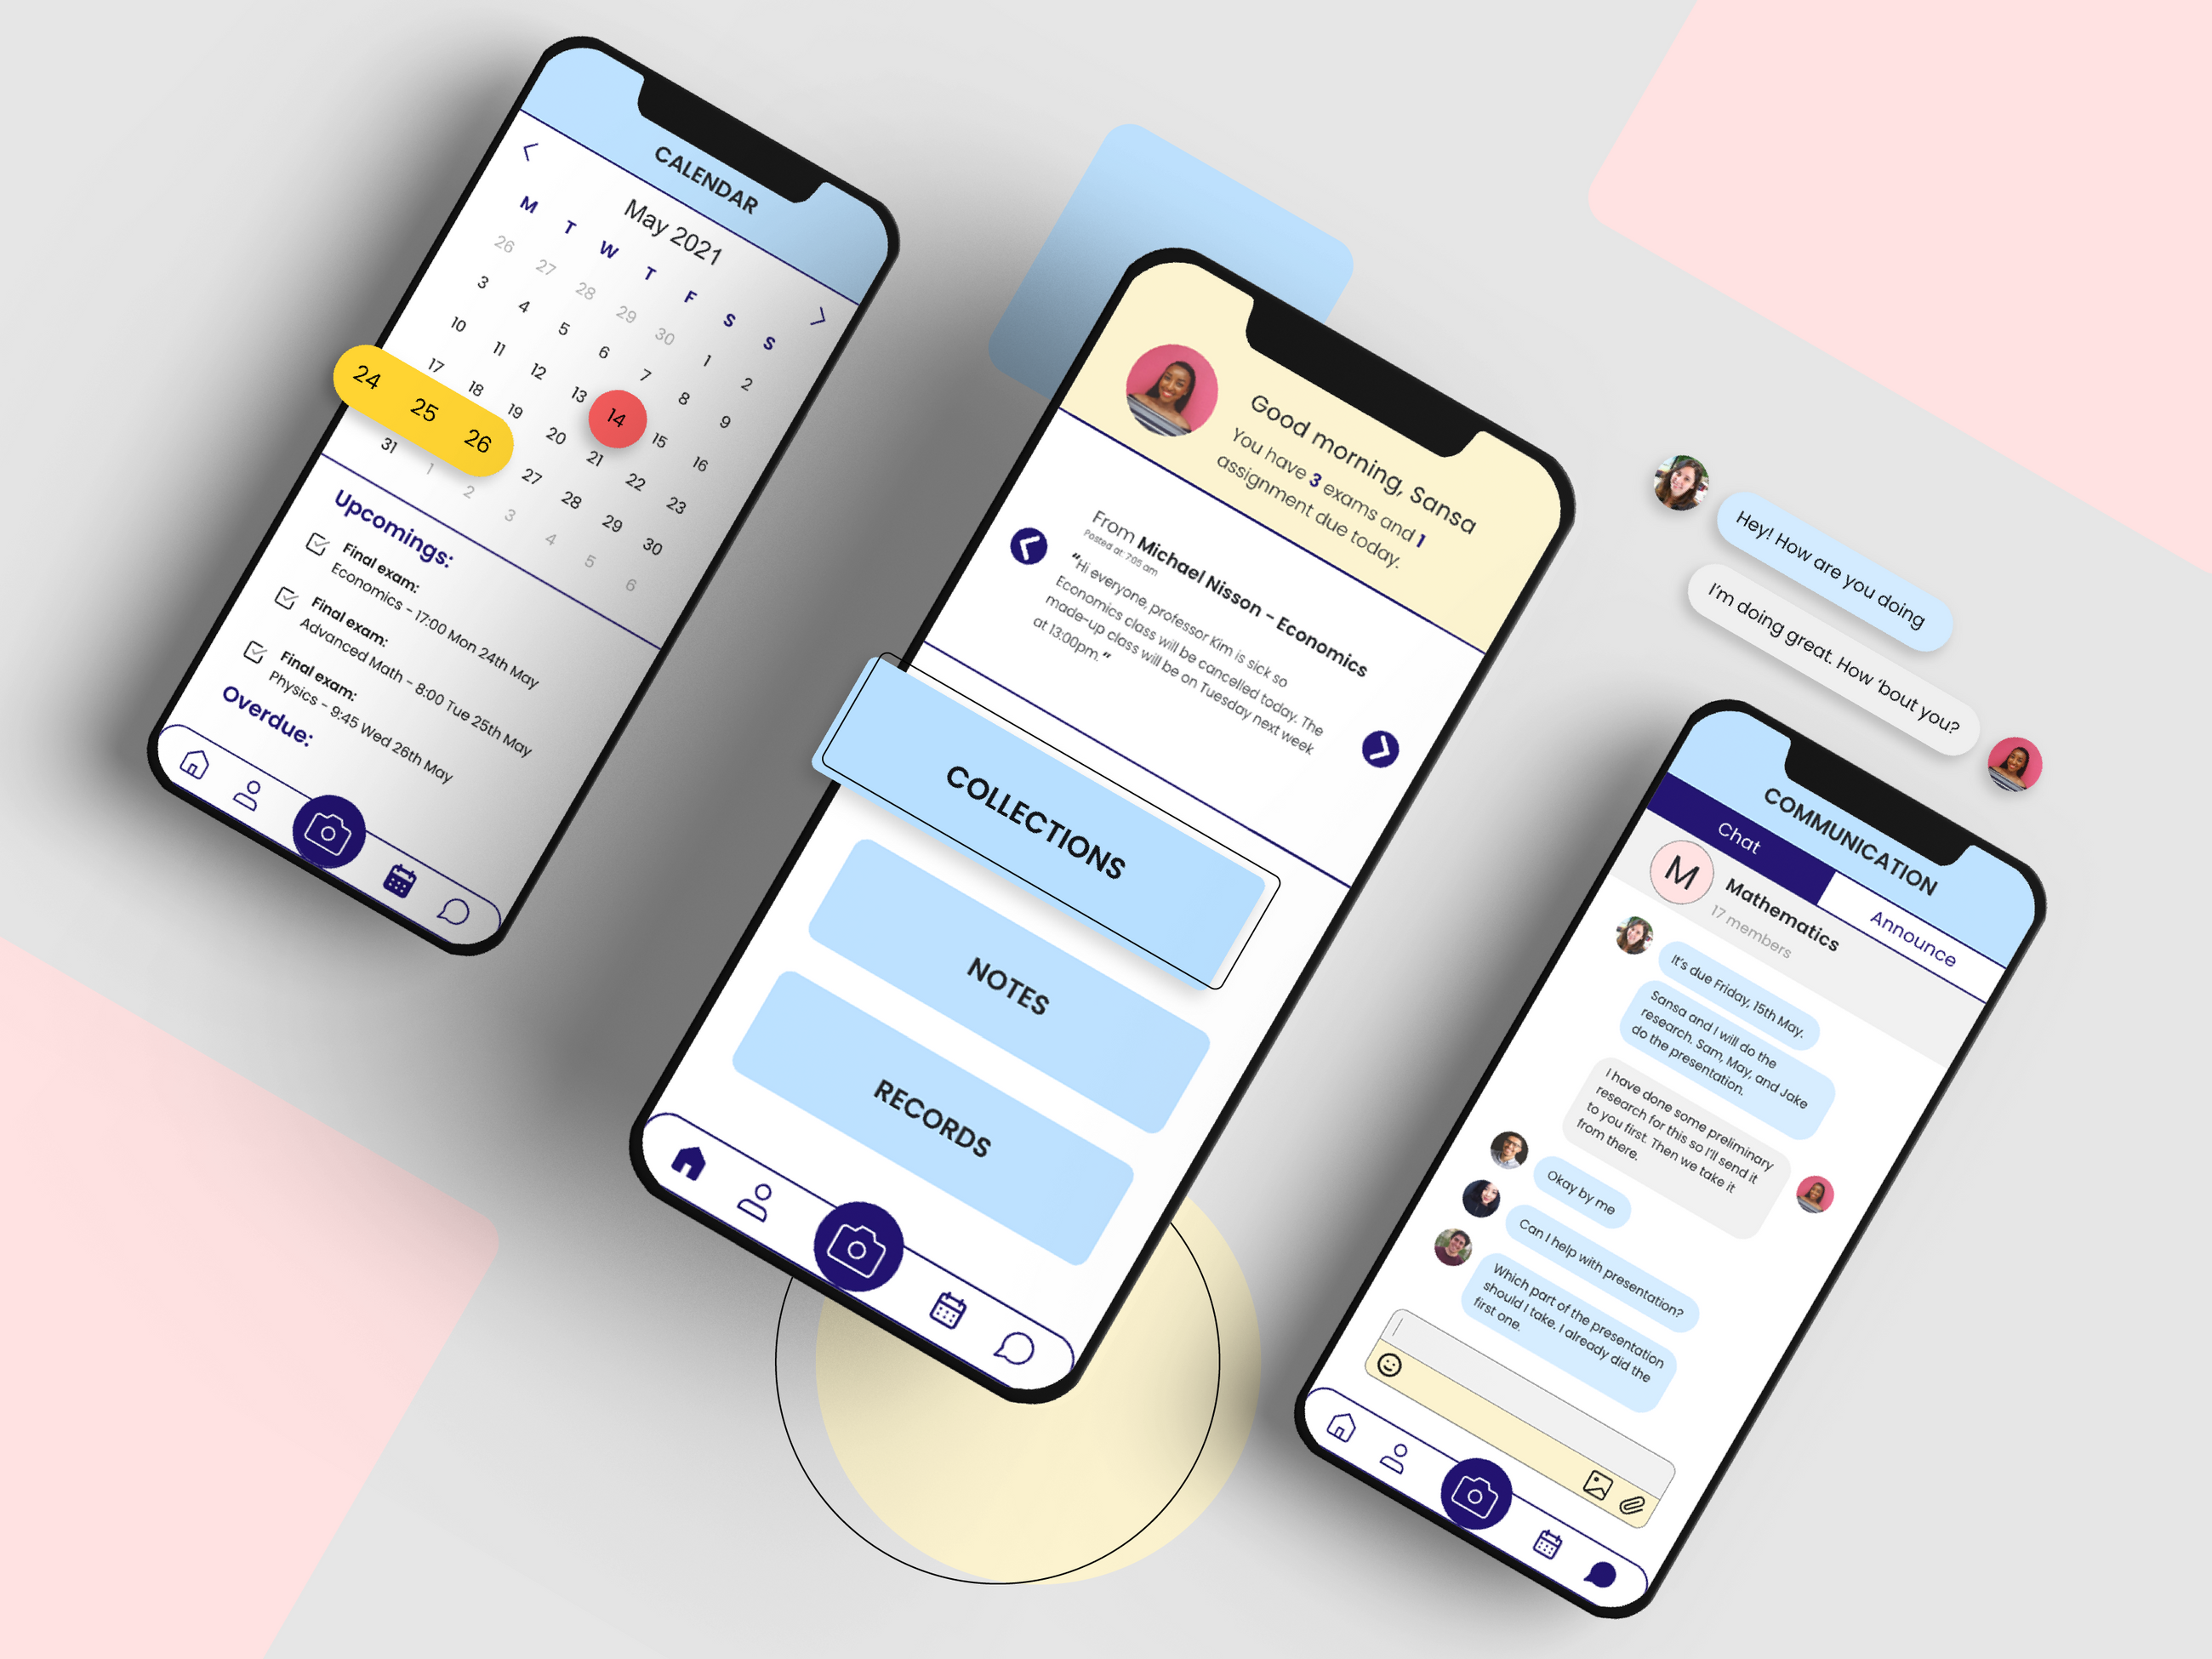 CALENDAR
May 2021
M T W T F S S
26 27 28 29 30 1 2
3 4 5 6 7 8 9
10 11 12 13 14 15 16
17 18 19 20 21 22 23
24 25 26 27 28 29 30
31 1 2 3 4 5 6
Upcomings:
Final exam:
Economics - 17:00 Mon 24th May
Final exam:
Advanced Math - 8:00 Tue 25th May
Final exam:
Physics - 9:45 Wed 26th May
Overdue:
Good morning, Sansa
You have 3 exams and 1
assignment due today.
From Michael Nisson - Economics
Posted at 7:05 am
"Hi everyone, professor Kim is sick so
Economics class will be cancelled today. The
made-up class will be on Tuesday next week
at 13:00pm."
COLLECTIONS
NOTES
RECORDS
Hey! How are you doing
I'm doing great. How 'bout you?
COMMUNICATION
Chat
Announce
M
Mathematics
17 members
It's due Friday, 15th May.
Sansa and I will do the
research. Sam, May, and Jake
do the presentation.
I have done some preliminary
research for this so I'll send it
to you first. Then we take it
from there.
Okay by me
Can I help with presentation?
Which part of the presentation
should I take. I already did the
first one.